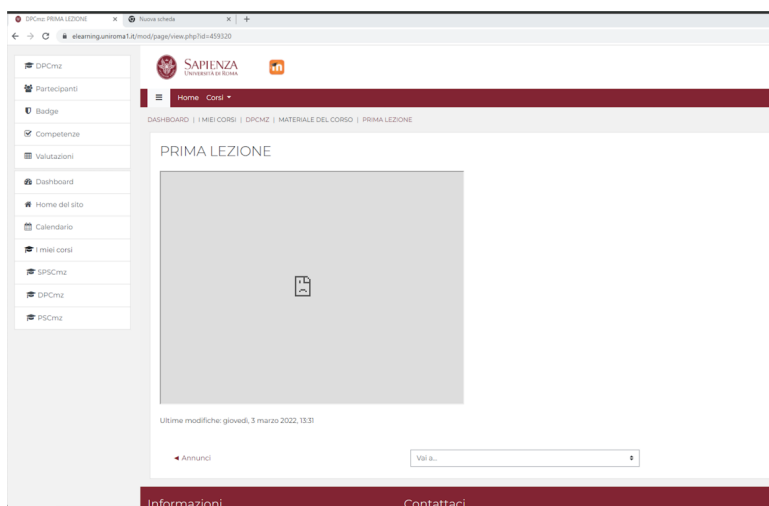 DPCmz: PRIMA LEZIONE
Nuova scheda
elearning.uniroma1.it/mod/page/view.php?id=459320
DPCmz
Partecipanti
Badge
Competenze
Valutazioni
Dashboard
Home del sito
Calendario
I miei corsi
SPSCmz
DPCmz
PSCmz
SAPIENZA
UNIVERSITÀ DI ROMA
m
Home Corsi
DASHBOARD | I MIEI CORSI | DPCMZ | MATERIALE DEL CORSO | PRIMA LEZIONE
PRIMA LEZIONE
Ultime modifiche: giovedì, 3 marzo 2022, 13:31
◄ Annunci
Vai a...
Informazioni
Contattaci